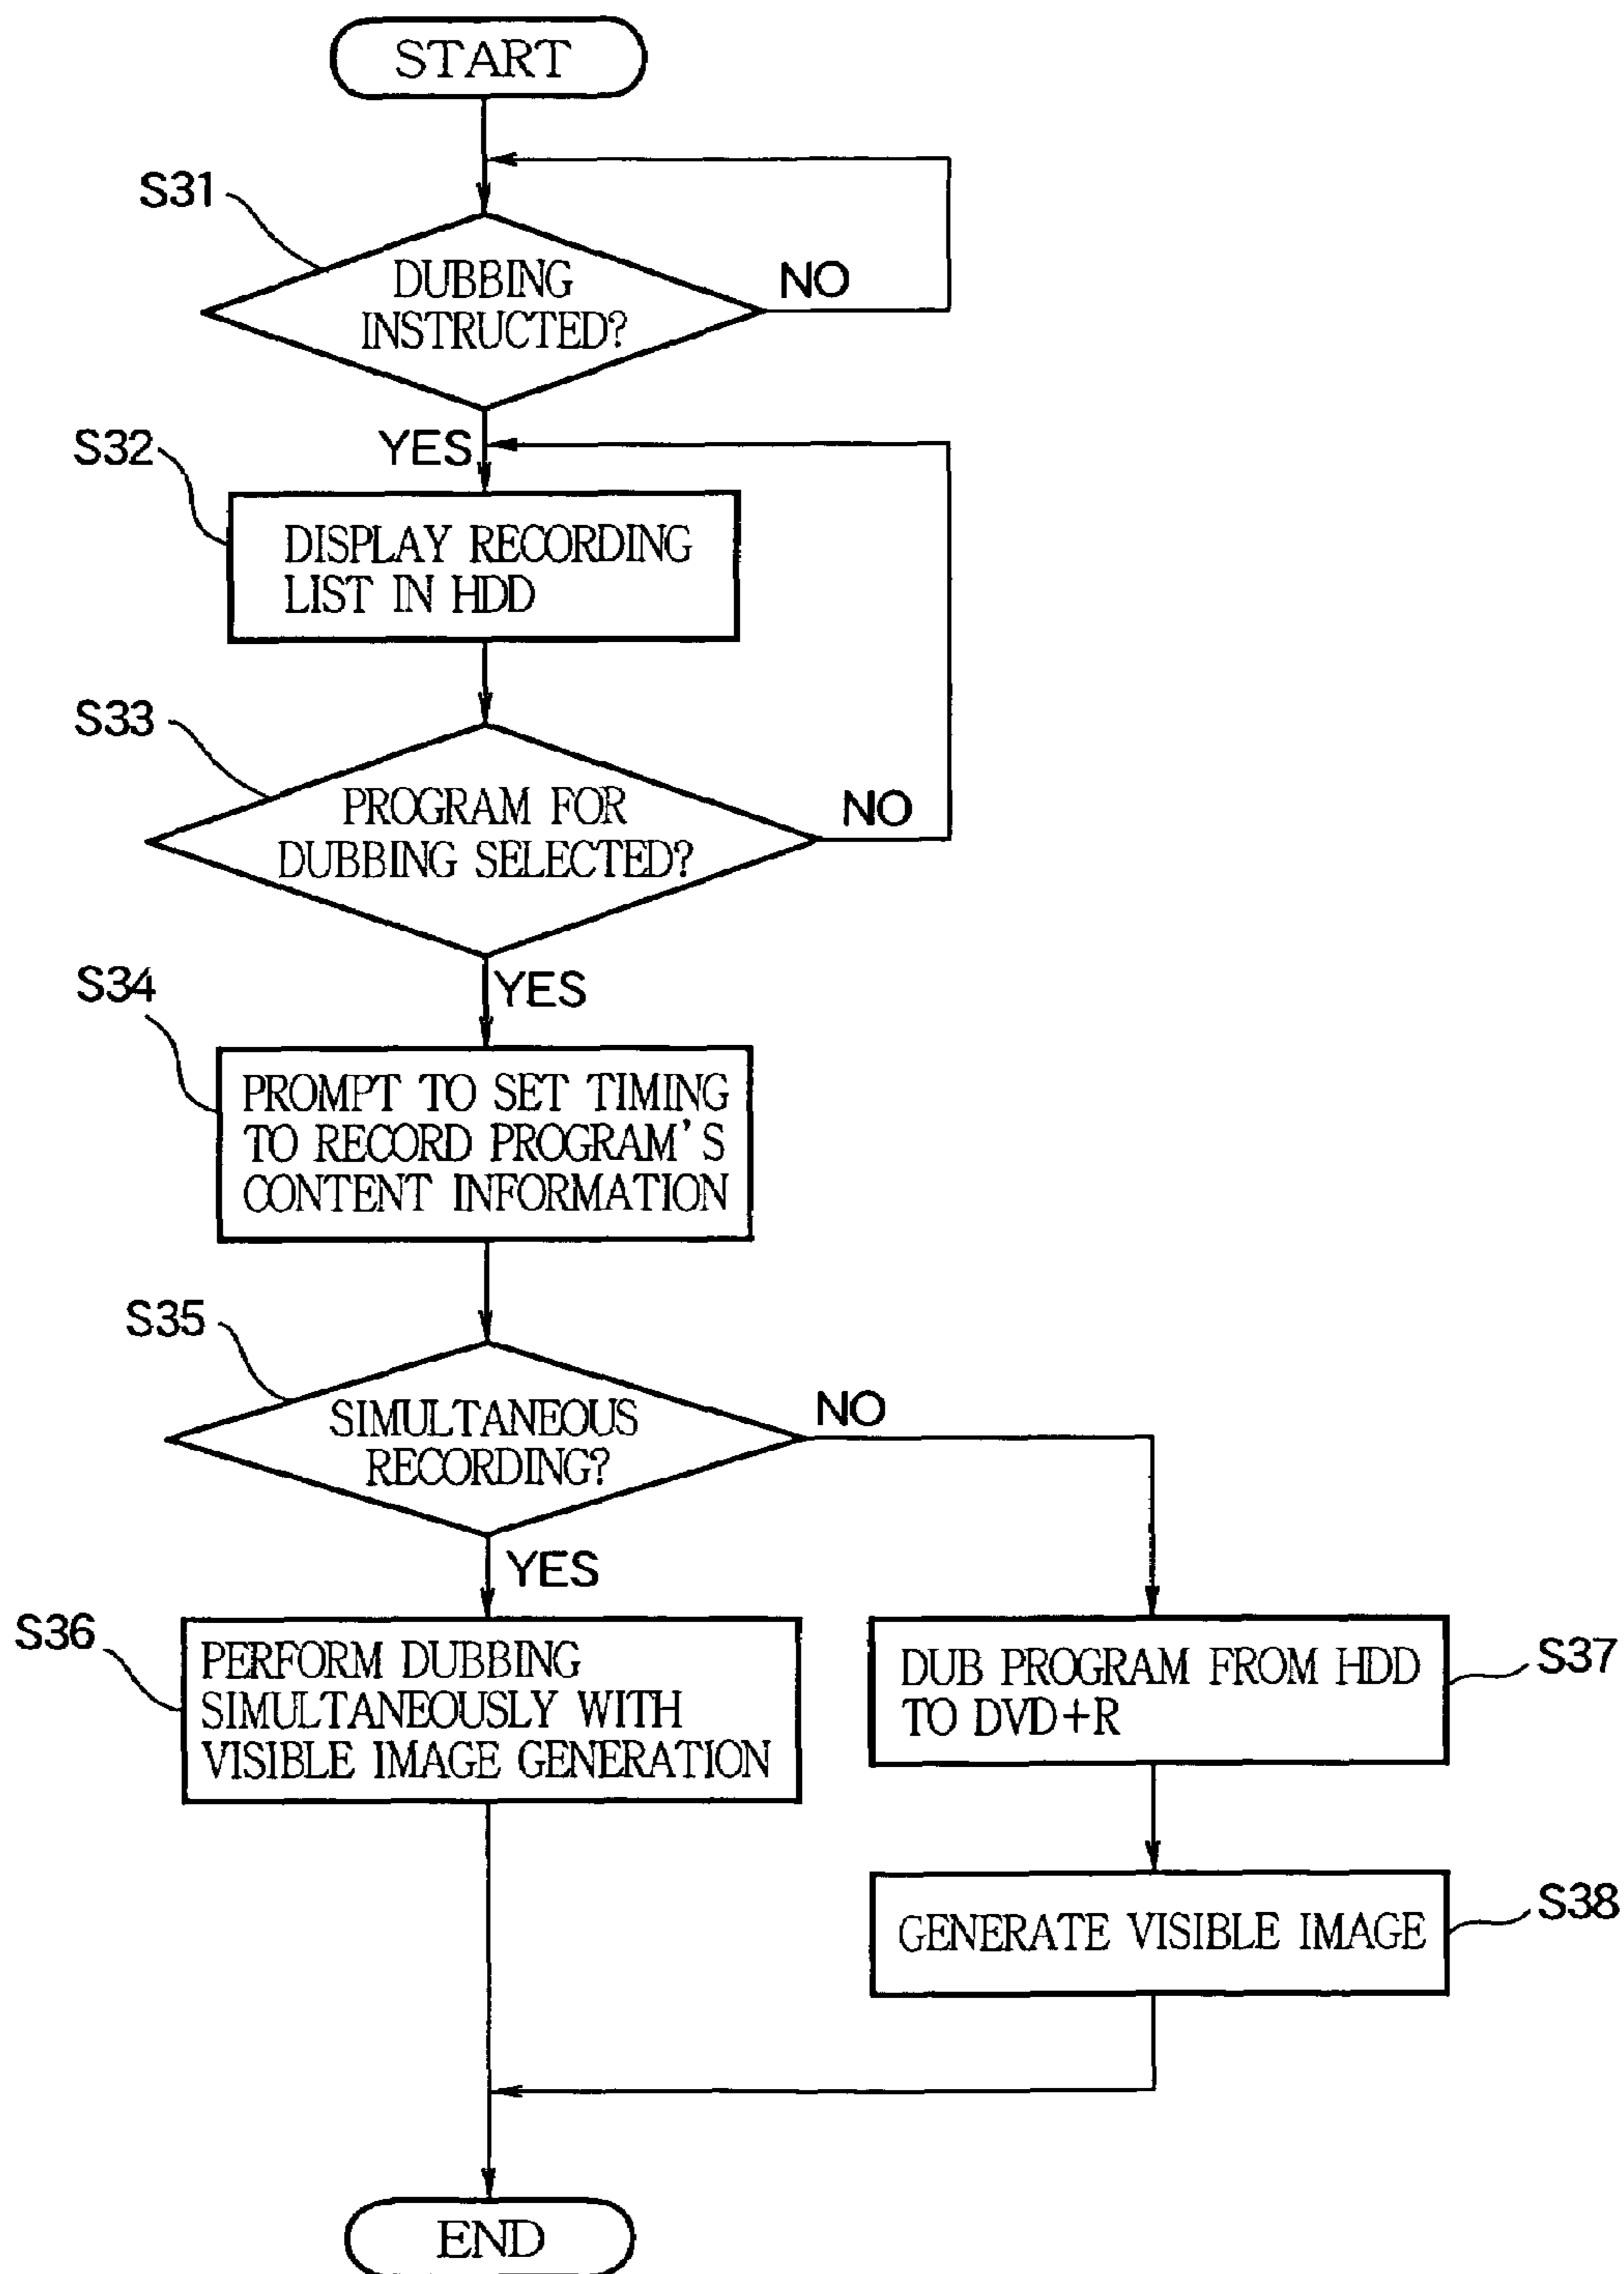 START
S31
DUBBING
INSTRUCTED?
NO
YES
S32
DISPLAY RECORDING
LIST IN HDD
S33
PROGRAM FOR
DUBBING SELECTED?
NO
YES
S34
PROMPT TO SET TIMING
TO RECORD PROGRAM'S
CONTENT INFORMATION
S35
SIMULTANEOUS
RECORDING?
NO
YES
S36
PERFORM DUBBING
SIMULTANEOUSLY WITH
VISIBLE IMAGE GENERATION
DUB PROGRAM FROM HDD
TO DVD+R
S37
GENERATE VISIBLE IMAGE
S38
END